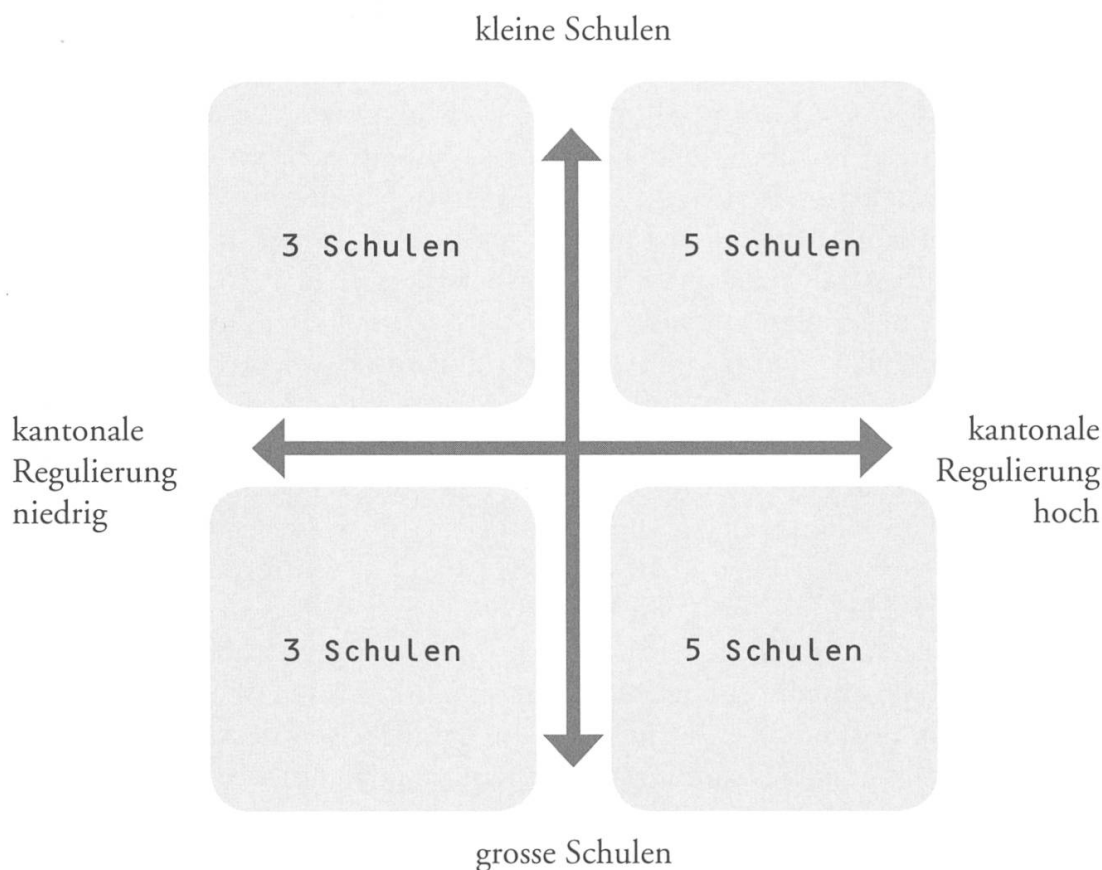 kleine Schulen
3 Schulen
5 Schulen
kantonale
Regulierung
niedrig
kantonale
Regulierung
hoch
3 Schulen
5 Schulen
grosse Schulen